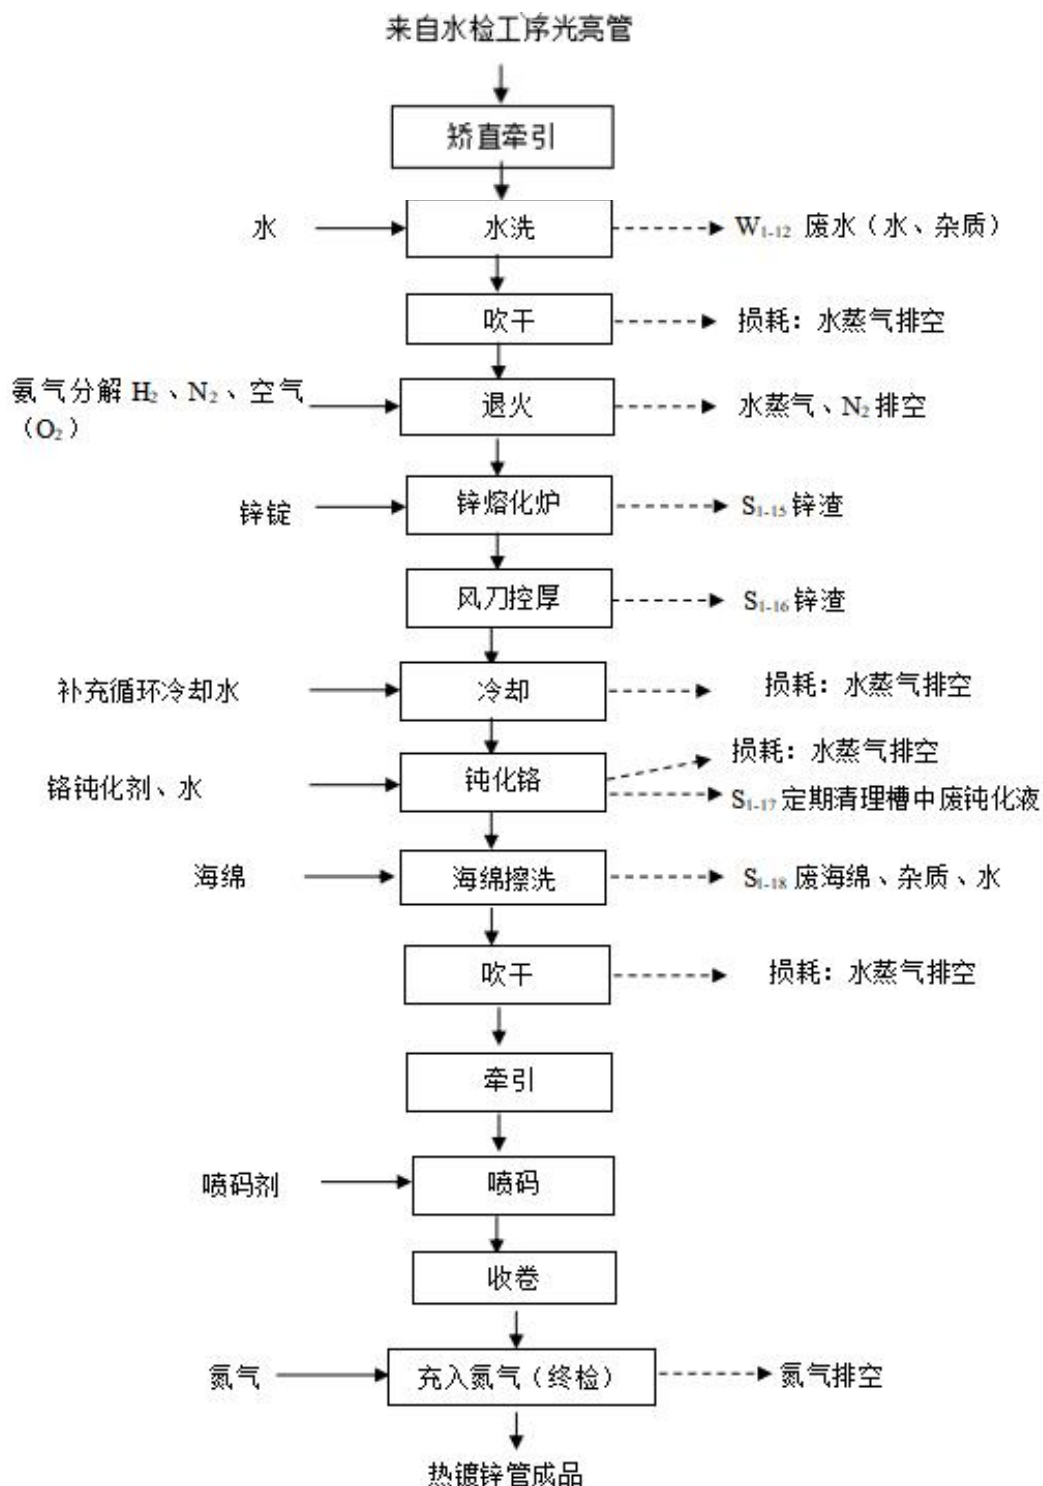 来自水检工序光亮管
矫直牵引
水
水洗
W₁₋₁₂ 废水（水、杂质）
吹干
损耗：水蒸气排空
氨气分解 H₂、N₂、空气
（O₂）
退火
水蒸气、N₂ 排空
锌锭
锌熔化炉
S₁₋₁₅ 锌渣
风刀控厚
S₁₋₁₆ 锌渣
补充循环冷却水
冷却
损耗：水蒸气排空
铬钝化剂、水
钝化铬
损耗：水蒸气排空
S₁₋₁₇ 定期清理槽中废钝化液
海绵
海绵擦洗
S₁₋₁₈ 废海绵、杂质、水
吹干
损耗：水蒸气排空
牵引
喷码剂
喷码
收卷
氮气
充入氮气（终检）
氮气排空
热镀锌管成品